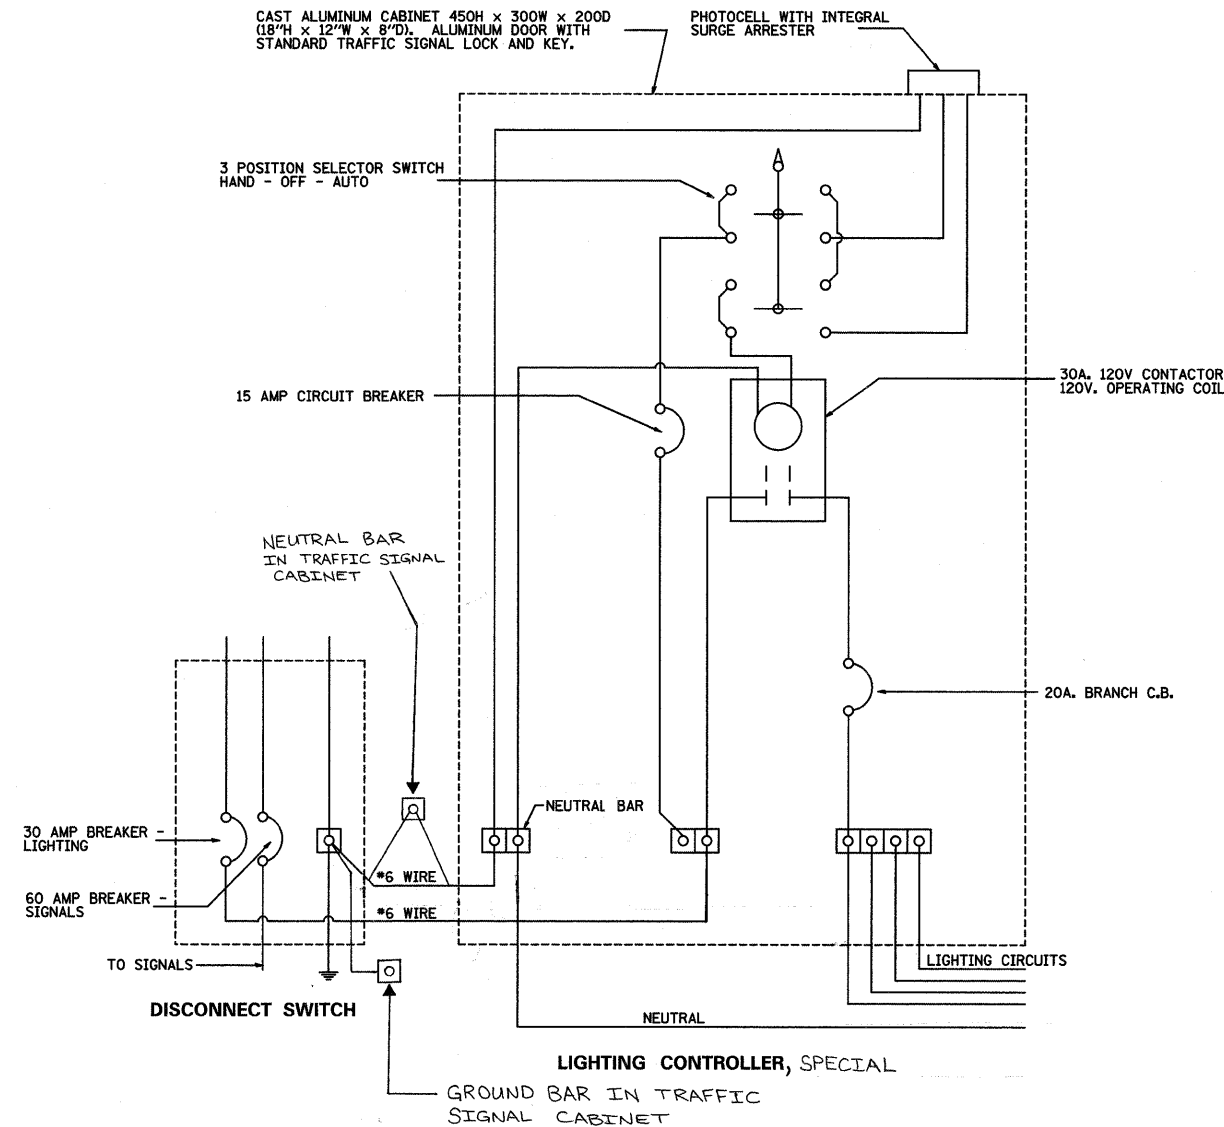 CAST ALUMINUM CABINET 450H x 300W x 200D
(18"H x 12"W x 8"D). ALUMINUM DOOR WITH
STANDARD TRAFFIC SIGNAL LOCK AND KEY.
PHOTOCELL WITH INTEGRAL
SURGE ARRESTER
3 POSITION SELECTOR SWITCH
HAND - OFF - AUTO
30A. 120V CONTACTOR
120V. OPERATING COIL
15 AMP CIRCUIT BREAKER
NEUTRAL BAR
IN TRAFFIC SIGNAL
CABINET
20A. BRANCH C.B.
NEUTRAL BAR
30 AMP BREAKER -
LIGHTING
#6 WIRE
60 AMP BREAKER -
SIGNALS
#6 WIRE
TO SIGNALS
LIGHTING CIRCUITS
DISCONNECT SWITCH
NEUTRAL
LIGHTING CONTROLLER, SPECIAL
GROUND BAR IN TRAFFIC
SIGNAL CABINET